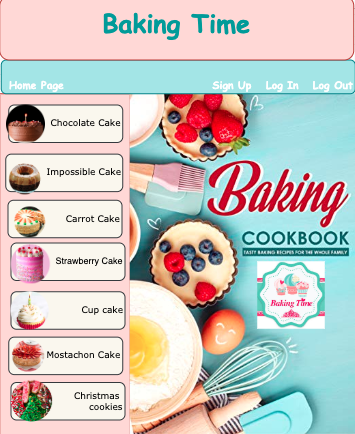 Baking Time
Home Page
Sign Up
Log In
Log Out
Chocolate Cake
Impossible Cake
Carrot Cake
Strawberry Cake
Cup cake
Mostachon Cake
Christmas
cookies
Baking
COOKBOOK
TASTY BAKING RECIPES FOR THE WHOLE FAMILY
Baking Time